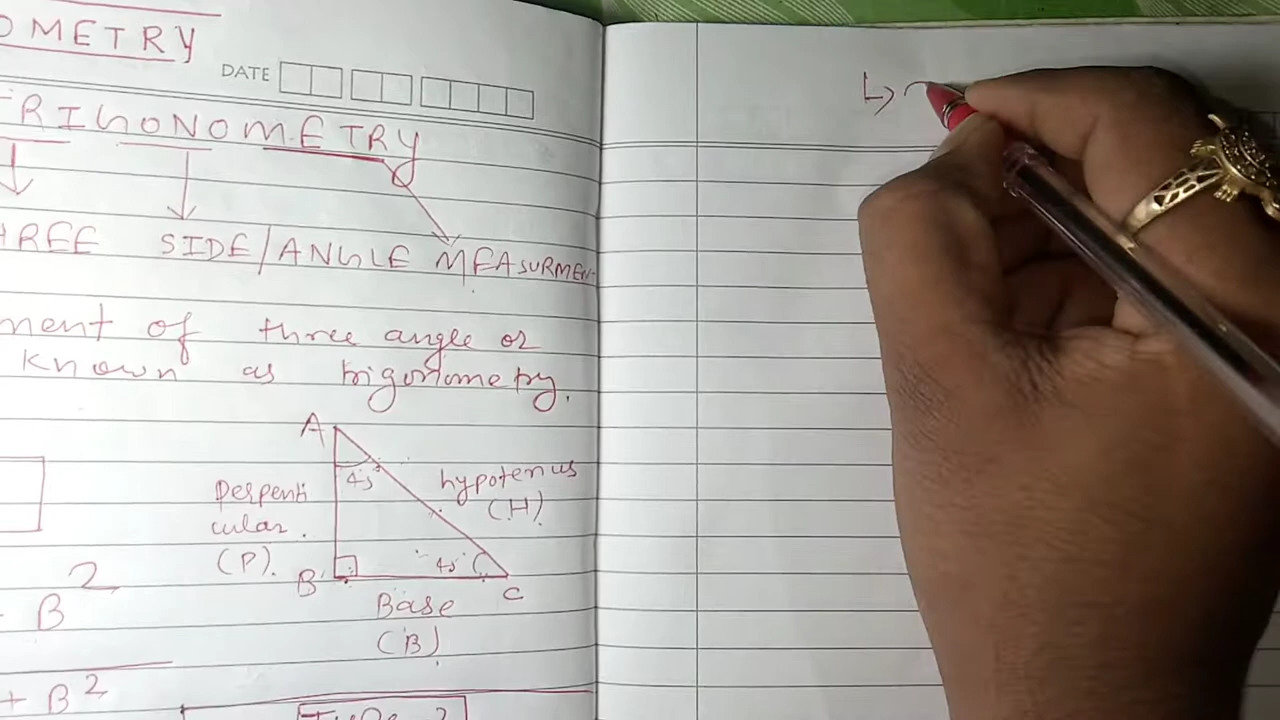 OMETRY
DATE
TRIGONOMETRY
HREE SIDE/ANGLE MEASURMEN
ment of three angle or
known as trigonometry.
A
45°
Perpendi
cular.
(P).
hypotenus
(H)
B
45°
C
Base
(B)
B2
+ B2